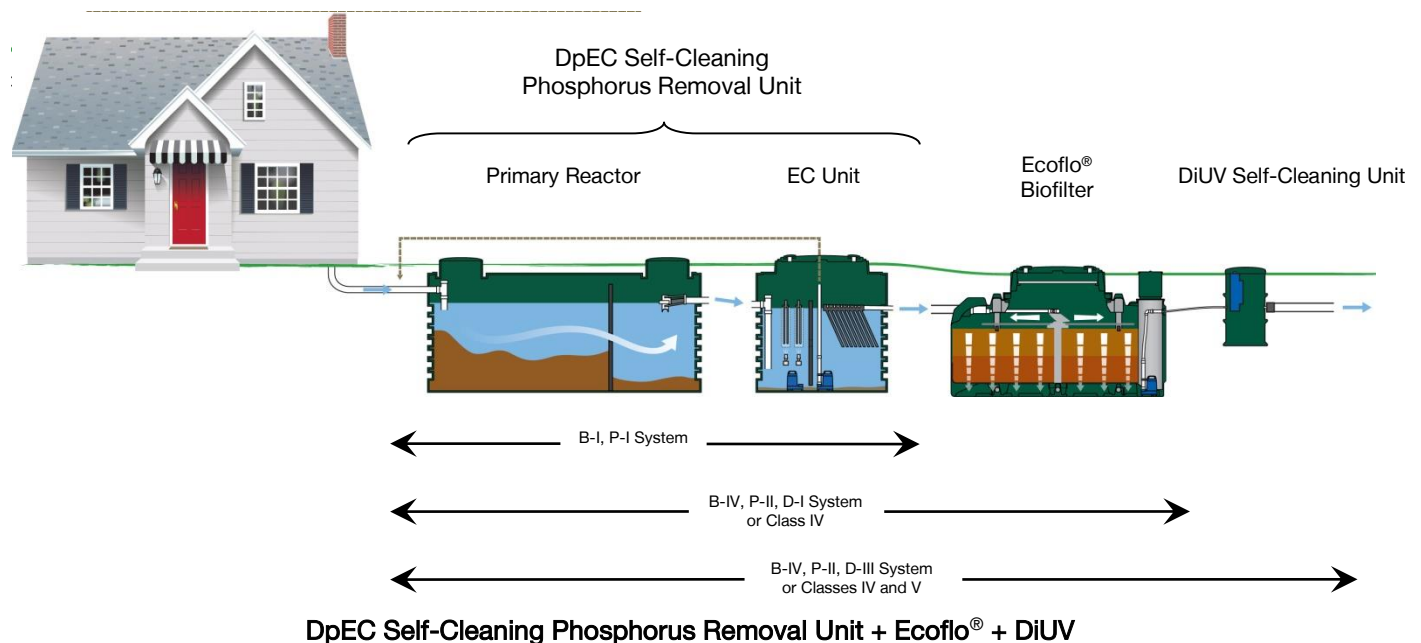 DpEC Self-Cleaning
Phosphorus Removal Unit
Primary Reactor
EC Unit
Ecoflo®
Biofilter
DiUV Self-Cleaning Unit
B-I, P-I System
B-IV, P-II, D-I System
or Class IV
B-IV, P-II, D-III System
or Classes IV and V
DpEC Self-Cleaning Phosphorus Removal Unit + Ecoflo® + DiUV